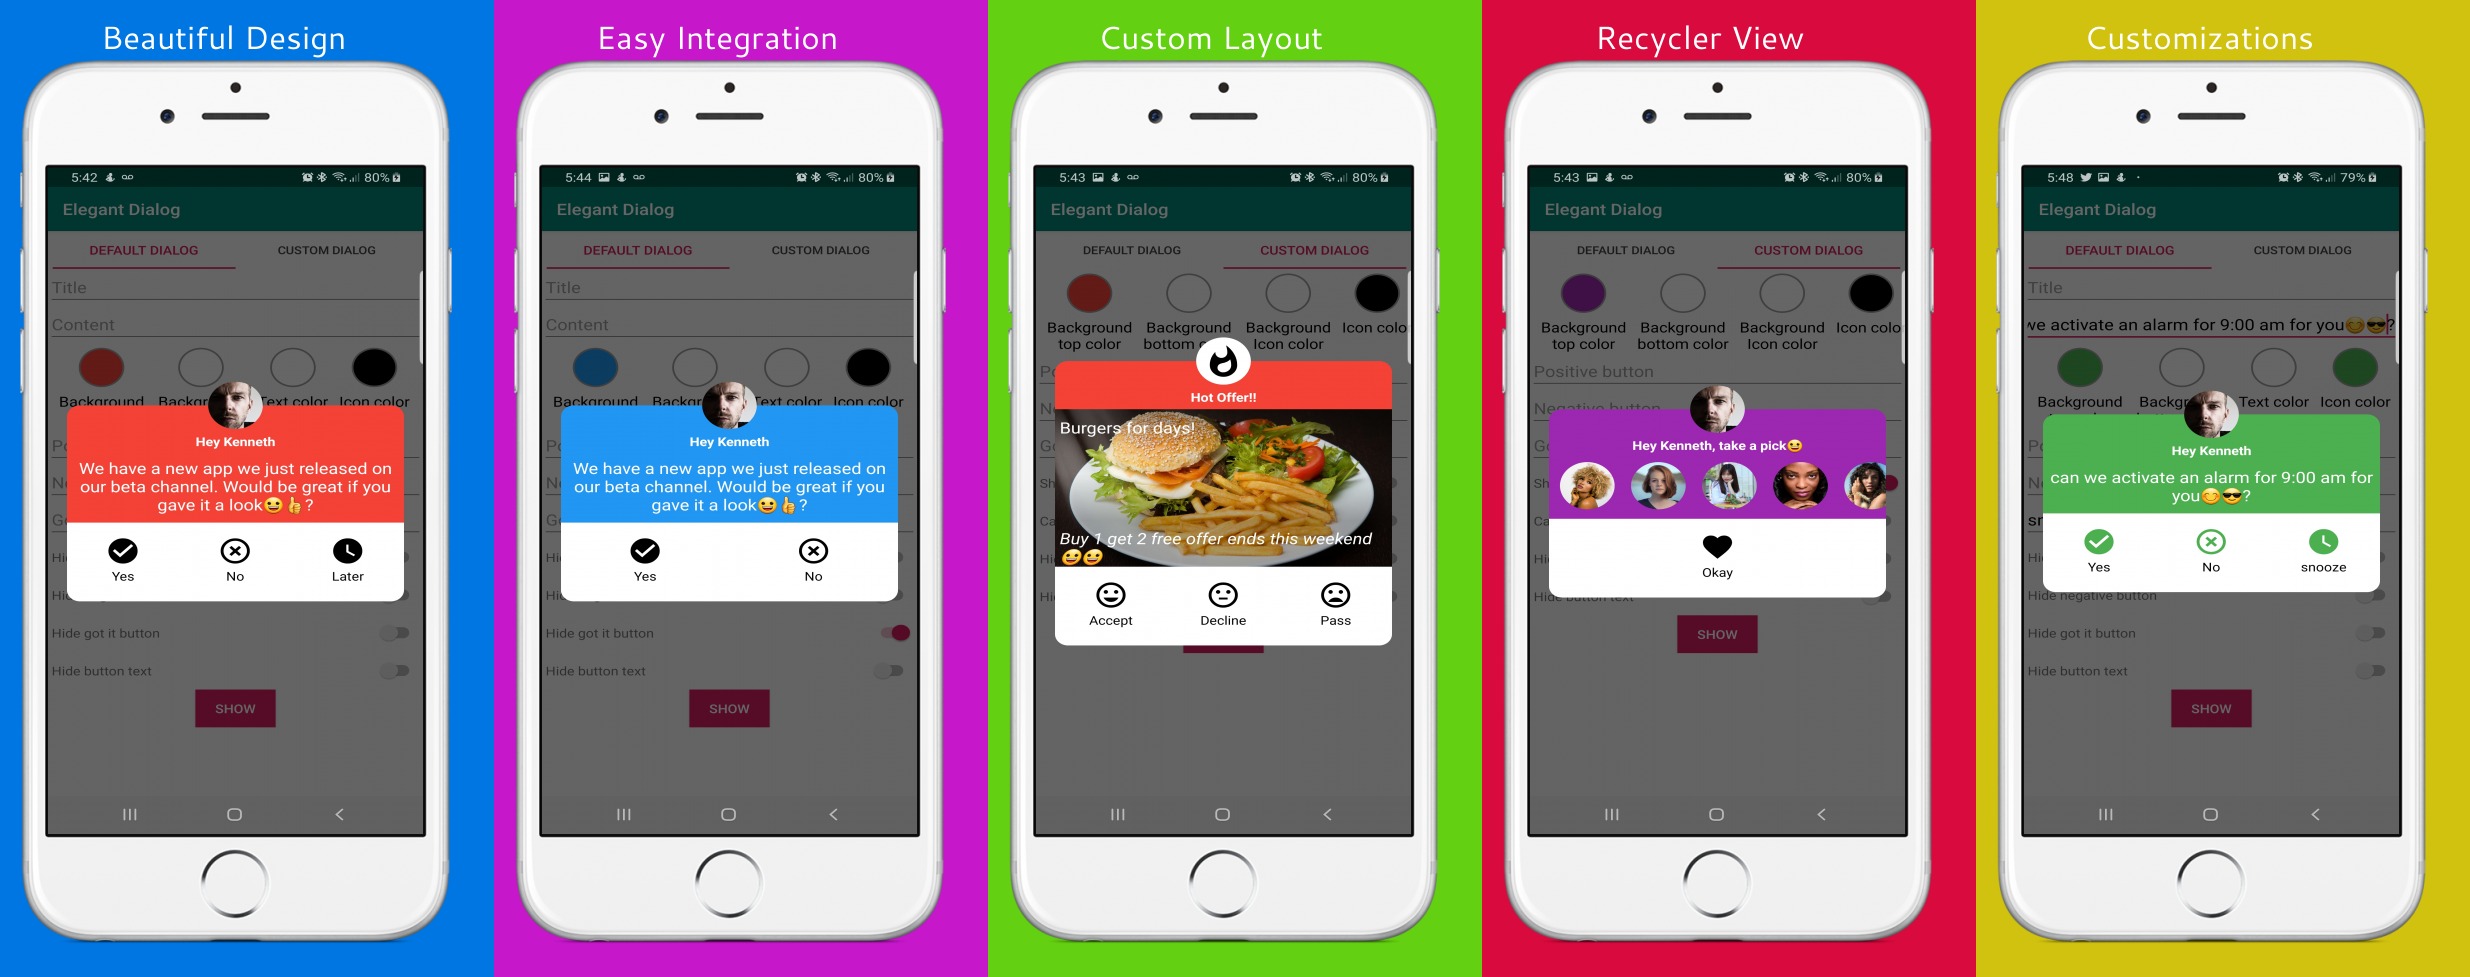 Beautiful Design
5:42
80%
Elegant Dialog
DEFAULT DIALOG
CUSTOM DIALOG
Title
Content
Background
Text color
Icon color
Hey Kenneth
We have a new app we just released on
our beta channel. Would be great if you
gave it a look😀👍?
Yes
No
Later
Hide got it button
Hide button text
SHOW
Easy Integration
5:44
80%
Elegant Dialog
DEFAULT DIALOG
CUSTOM DIALOG
Title
Content
Background
Text color
Icon color
Hey Kenneth
We have a new app we just released on
our beta channel. Would be great if you
gave it a look😀👍?
Yes
No
Hide got it button
Hide button text
SHOW
Custom Layout
5:43
80%
Elegant Dialog
DEFAULT DIALOG
CUSTOM DIALOG
Background
top color
Background
bottom
Background
Icon color
Icon colo
Hot Offer!!
Burgers for days!
Buy 1 get 2 free offer ends this weekend
😀😀
Accept
Decline
Pass
Recycler View
5:43
80%
Elegant Dialog
DEFAULT DIALOG
CUSTOM DIALOG
Background
top color
Background
bottom color
Background
Icon color
Icon colo
Positive button
Negative button
Hey Kenneth, take a pick😉
Okay
Hide button text
SHOW
Customizations
5:48
79%
Elegant Dialog
DEFAULT DIALOG
CUSTOM DIALOG
Title
we activate an alarm for 9:00 am for you😊😎?
Background
Text color
Icon color
Hey Kenneth
can we activate an alarm for 9:00 am for
you😊😎?
Yes
No
snooze
Hide negative button
Hide got it button
Hide button text
SHOW